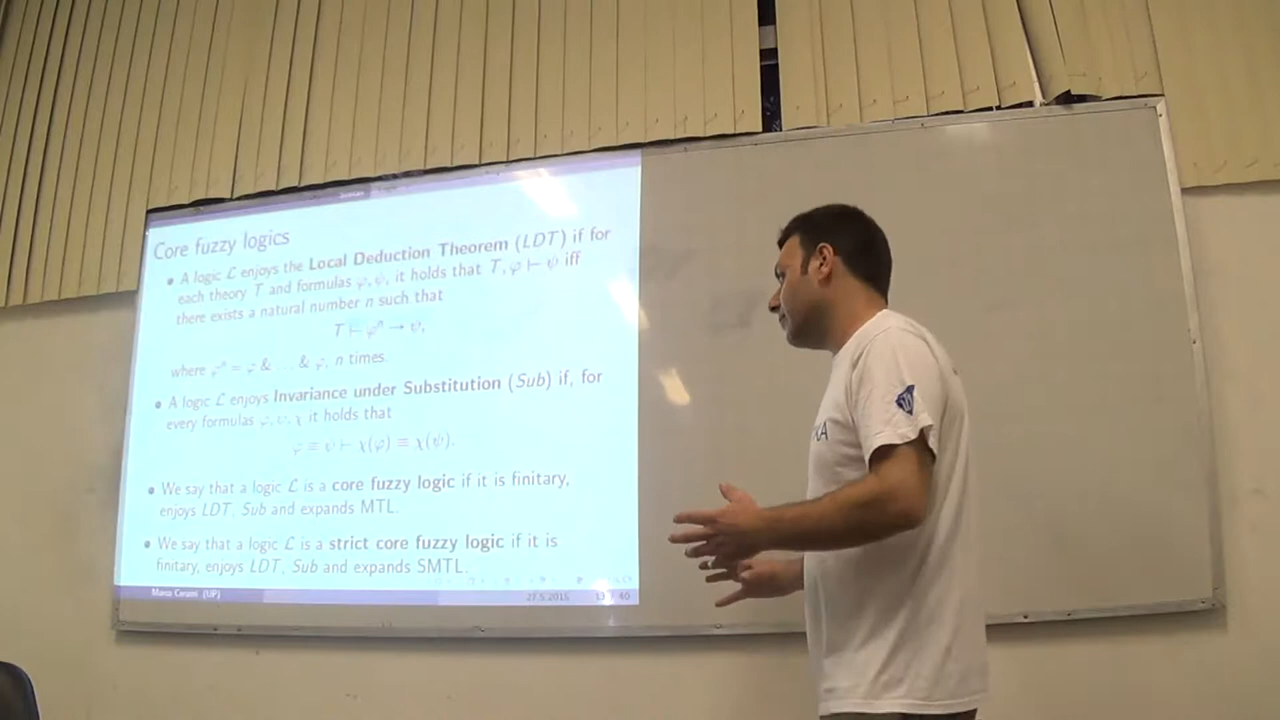 Core fuzzy logics
• A logic ℒ enjoys the Local Deduction Theorem (LDT) if for
each theory T and formulas φ, ψ, it holds that T, φ ⊢ ψ iff
there exists a natural number n such that
T ⊢ φⁿ → ψ,
where φⁿ = φ & … & φ, n times.
• A logic ℒ enjoys Invariance under Substitution (Sub) if, for
every formulas φ, ψ, χ it holds that
φ ≡ ψ ⊢ χ(φ) ≡ χ(ψ).
• We say that a logic ℒ is a core fuzzy logic if it is finitary,
enjoys LDT, Sub and expands MTL.
• We say that a logic ℒ is a strict core fuzzy logic if it is
finitary, enjoys LDT, Sub and expands SMTL.
Marco Cerami (UP) 27.5.2015 13 / 40
KA